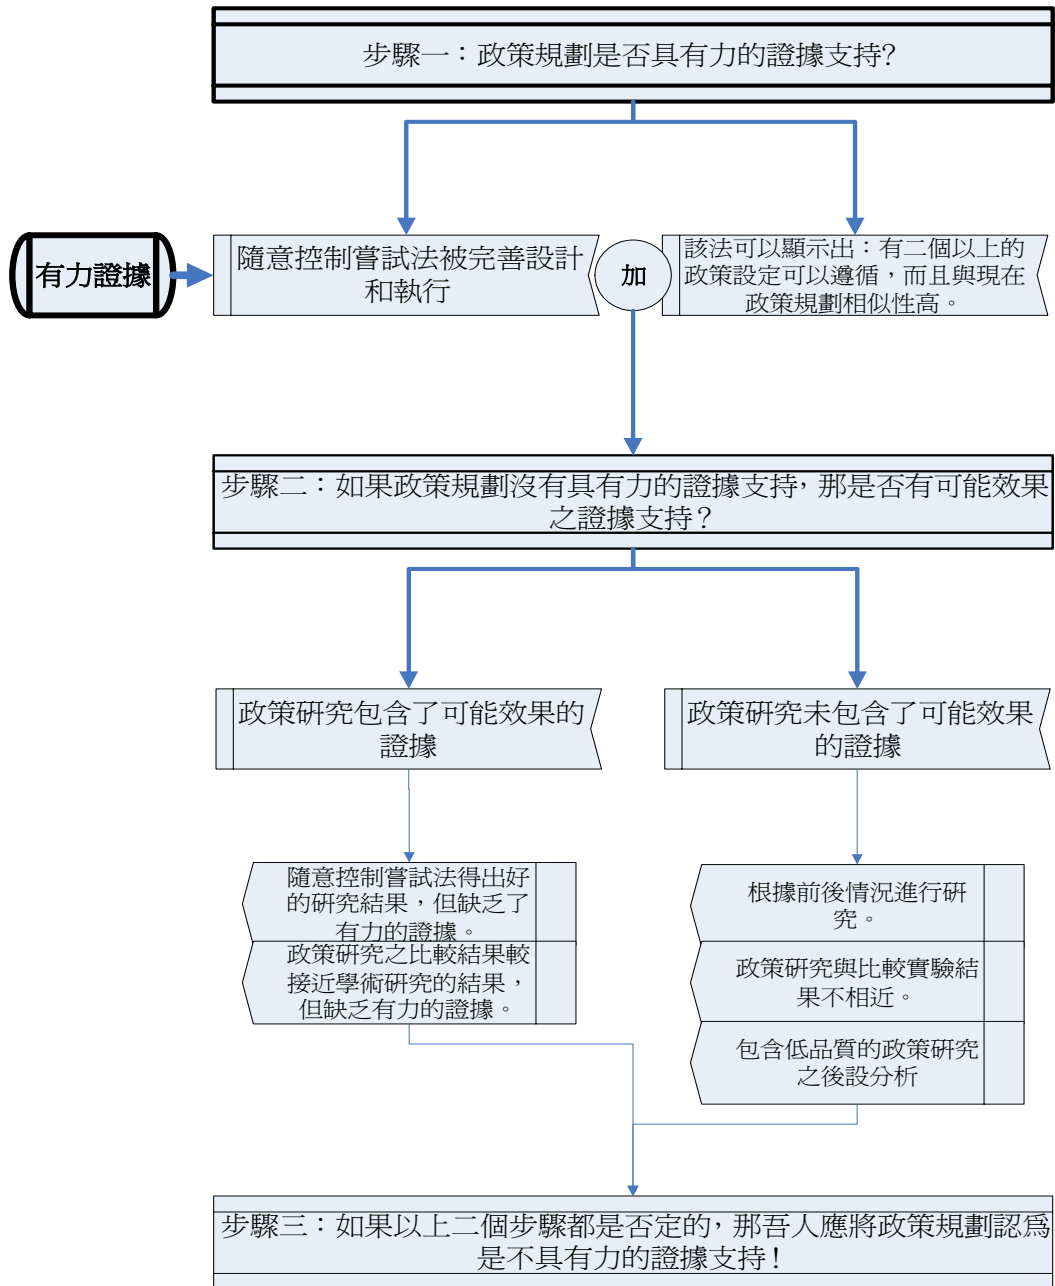 步驟一：政策規劃是否具有力的證據支持?
有力證據
隨意控制嘗試法被完善設計
和執行
加
該法可以顯示出：有二個以上的
政策設定可以遵循，而且與現在
政策規劃相似性高。
步驟二：如果政策規劃沒有具有力的證據支持，那是否有可能效果
之證據支持？
政策研究包含了可能效果的
證據
政策研究未包含了可能效果
的證據
隨意控制嘗試法得出好
的研究結果，但缺乏了
有力的證據。
政策研究之比較結果較
接近學術研究的結果，
但缺乏有力的證據。
根據前後情況進行研
究。
政策研究與比較實驗結
果不相近。
包含低品質的政策研究
之後設分析
步驟三：如果以上二個步驟都是否定的，那吾人應將政策規劃認為
是不具有力的證據支持！